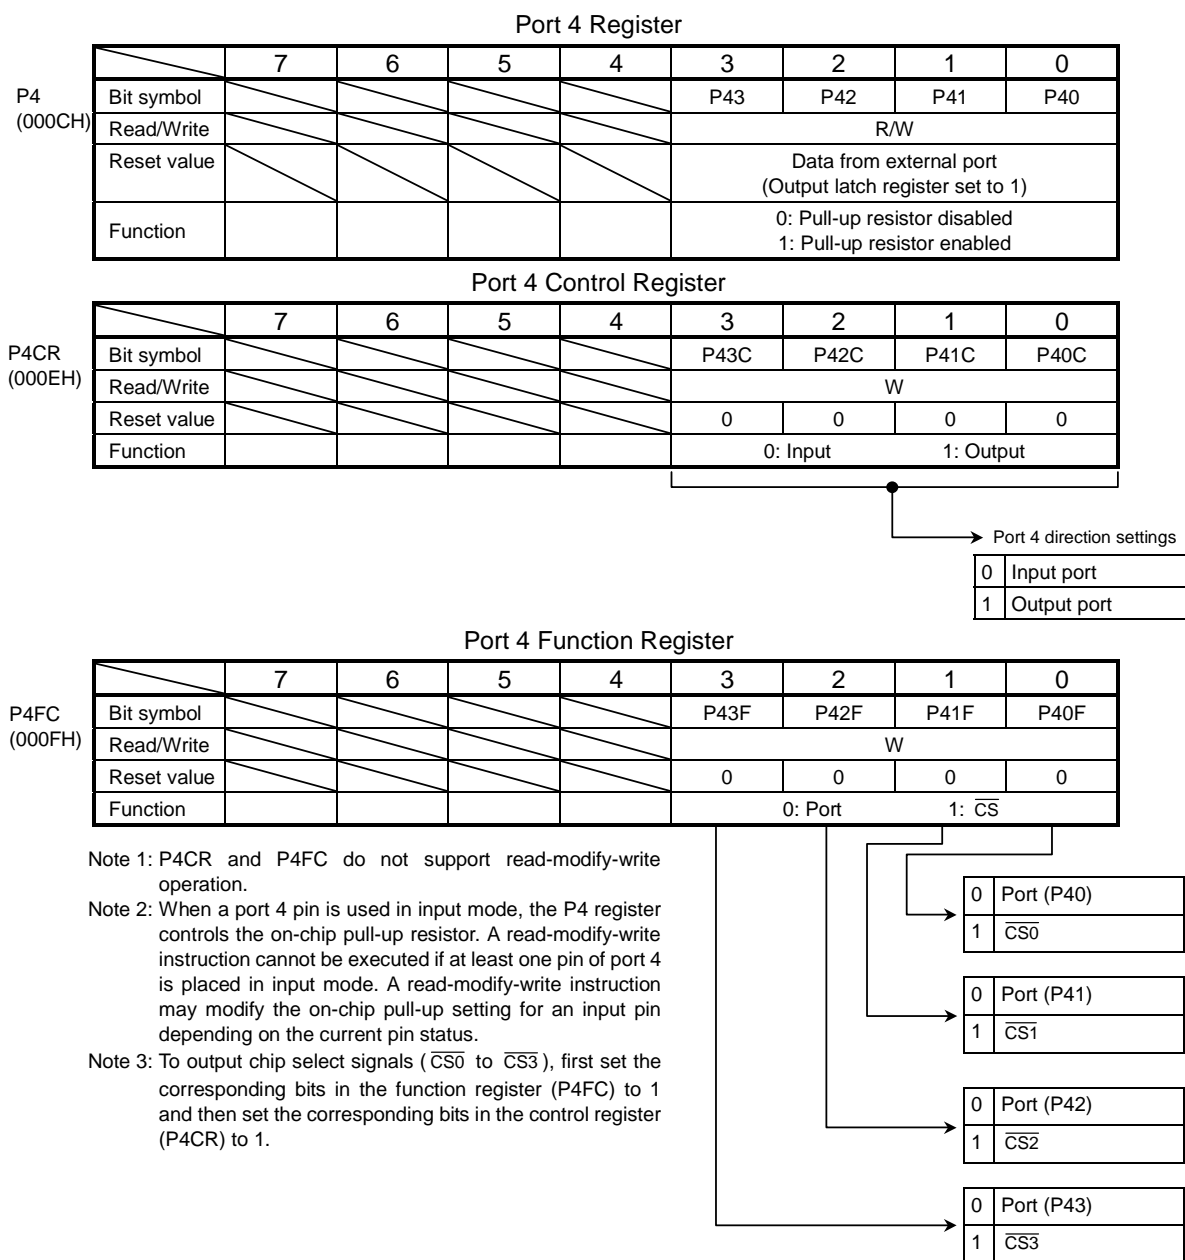 Port 4 Register
7 6 5 4 3 2 1 0
P4
(000CH)
Bit symbol P43 P42 P41 P40
Read/Write R/W
Reset value Data from external port
(Output latch register set to 1)
Function 0: Pull-up resistor disabled
1: Pull-up resistor enabled
Port 4 Control Register
7 6 5 4 3 2 1 0
P4CR
(000EH)
Bit symbol P43C P42C P41C P40C
Read/Write W
Reset value 0 0 0 0
Function 0: Input 1: Output
Port 4 direction settings
0 Input port
1 Output port
Port 4 Function Register
7 6 5 4 3 2 1 0
P4FC
(000FH)
Bit symbol P43F P42F P41F P40F
Read/Write W
Reset value 0 0 0 0
Function 0: Port 1: C̅S̅
Note 1: P4CR and P4FC do not support read-modify-write
operation.
Note 2: When a port 4 pin is used in input mode, the P4 register
controls the on-chip pull-up resistor. A read-modify-write
instruction cannot be executed if at least one pin of port 4
is placed in input mode. A read-modify-write instruction
may modify the on-chip pull-up setting for an input pin
depending on the current pin status.
Note 3: To output chip select signals (C̅S̅0̅ to C̅S̅3̅), first set the
corresponding bits in the function register (P4FC) to 1
and then set the corresponding bits in the control register
(P4CR) to 1.
0 Port (P40)
1 C̅S̅0̅
0 Port (P41)
1 C̅S̅1̅
0 Port (P42)
1 C̅S̅2̅
0 Port (P43)
1 C̅S̅3̅